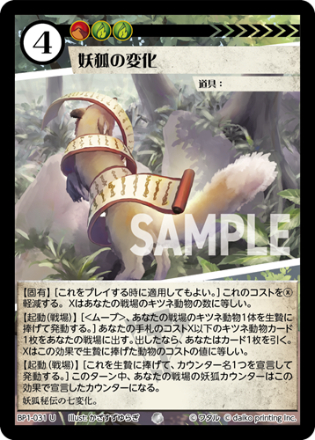 4
妖狐の変化
道具：
SAMPLE
【固有】[これをプレイする時に適用してもよい。]これのコストをⓧ
軽減する。Xはあなたの戦場のキツネ動物の数に等しい。
【起動（戦場）】[<ムーブ>、あなたの戦場のキツネ動物1体を生贄に
捧げて発動する。]あなたの手札のコストX以下のキツネ動物カード
1枚をあなたの戦場に出す。出したなら、あなたはカード1枚を引く。
Xはこの効果で生贄に捧げた動物のコストの値に等しい。
【起動（戦場）】[これを生贄に捧げて、カウンター名1つを宣言して
発動する。]このターン中、あなたの戦場の妖狐カウンターはこの
効果で宣言したカウンターになる。
妖狐秘伝の七変化。
BP1-031 U Illust: かざすずゆらぎ © ワタル © daiko printing Inc.